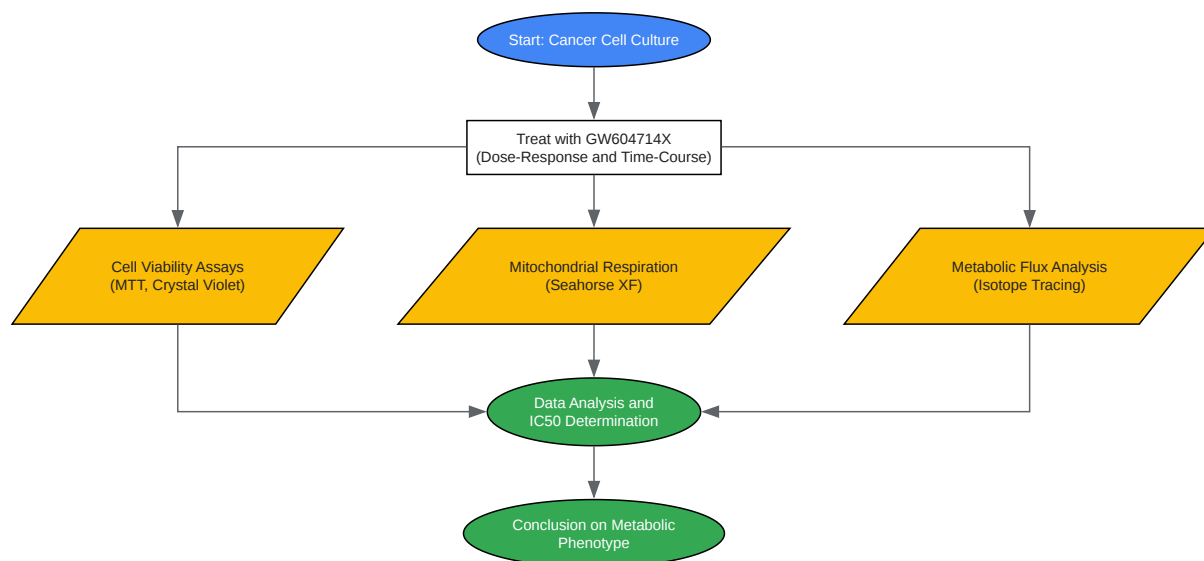 Start: Cancer Cell Culture
Treat with GW604714X
(Dose-Response and Time-Course)
Cell Viability Assays
(MTT, Crystal Violet)
Mitochondrial Respiration
(Seahorse XF)
Metabolic Flux Analysis
(Isotope Tracing)
Data Analysis and
IC50 Determination
Conclusion on Metabolic
Phenotype